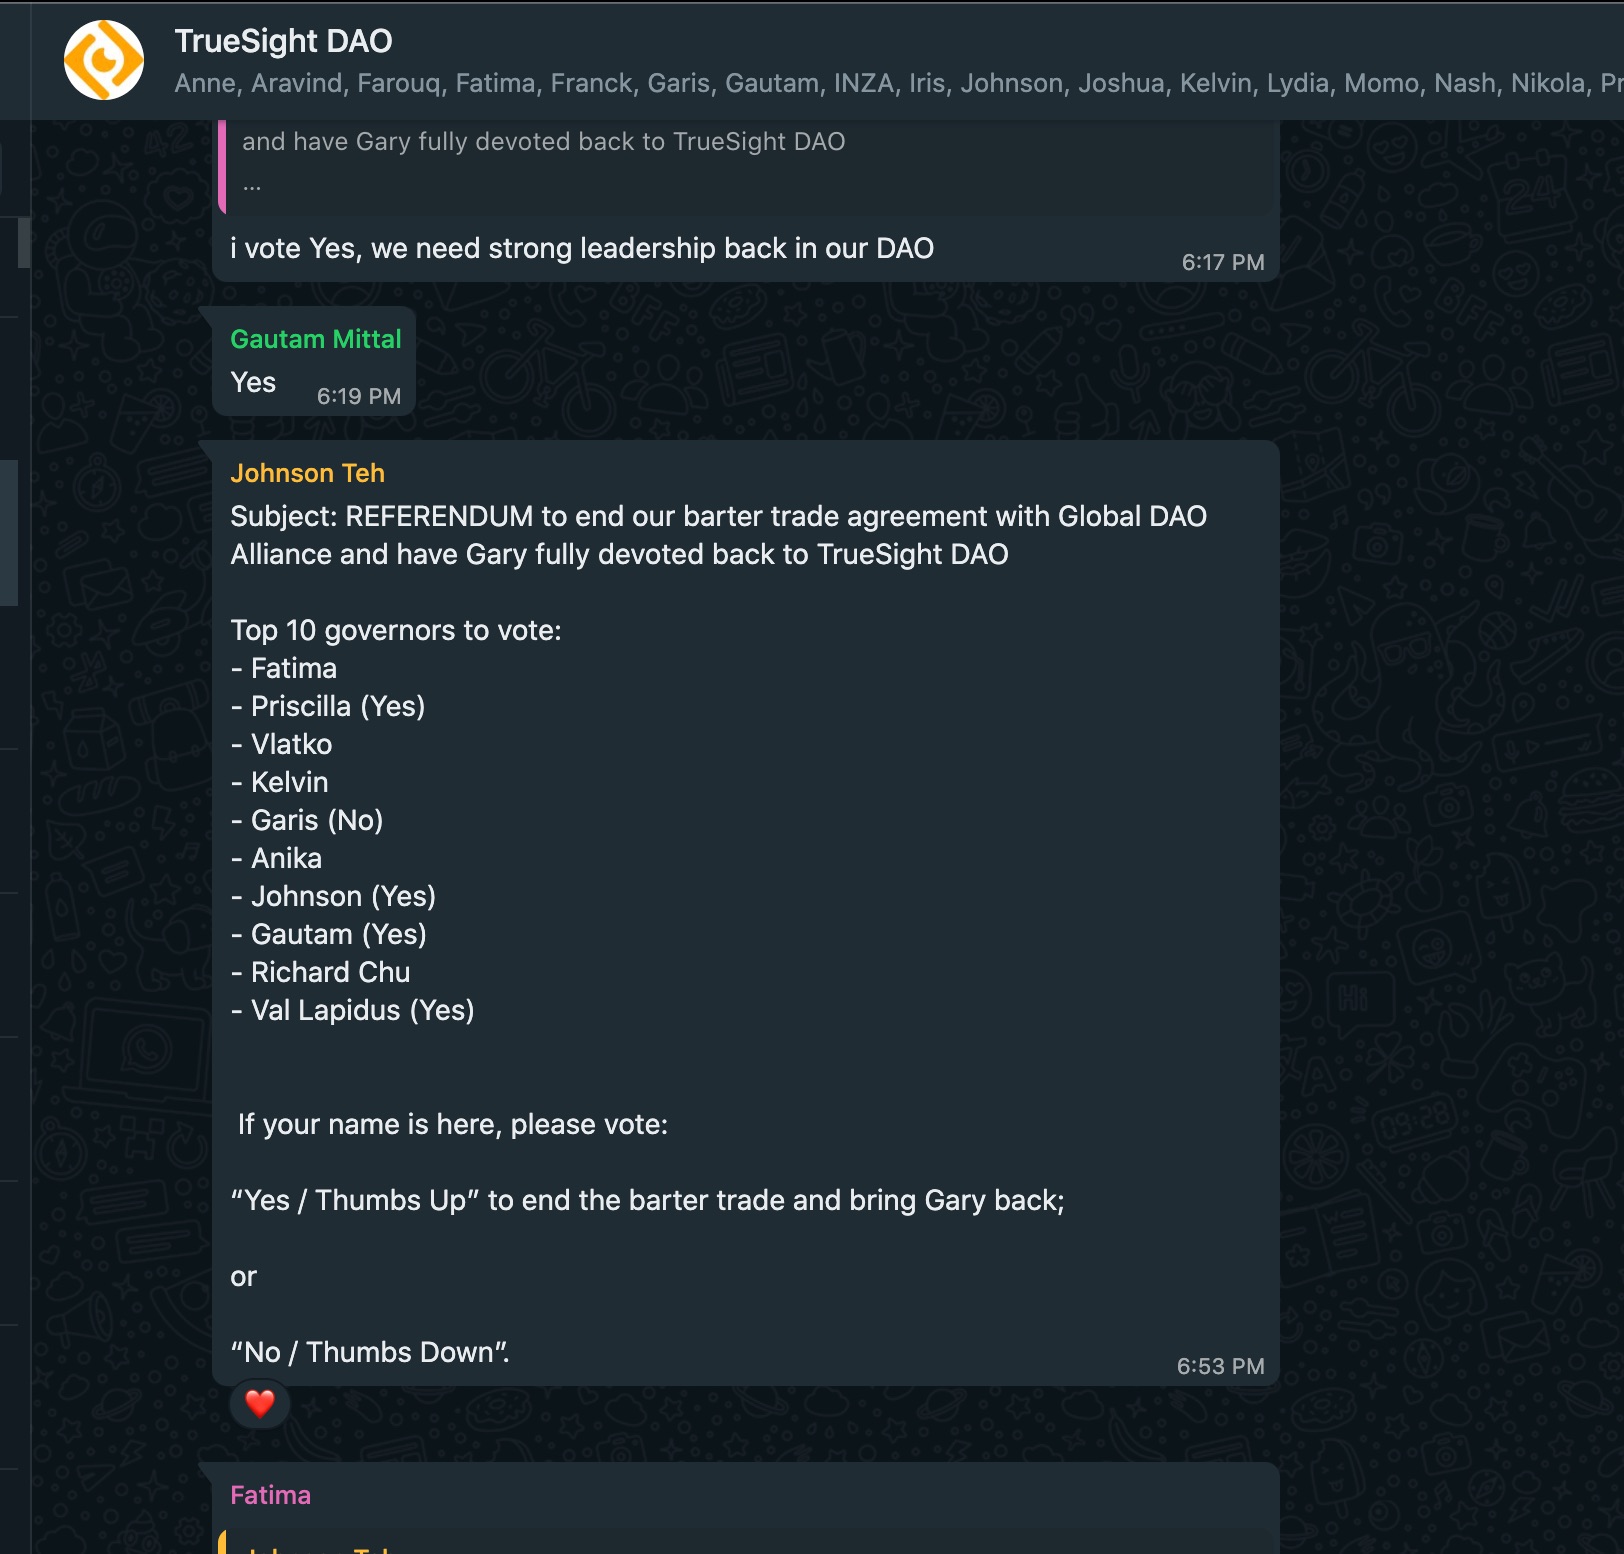 TrueSight DAO
Anne, Aravind, Farouq, Fatima, Franck, Garis, Gautam, INZA, Iris, Johnson, Joshua, Kelvin, Lydia, Momo, Nash, Nikola, Pr
and have Gary fully devoted back to TrueSight DAO
...
i vote Yes, we need strong leadership back in our DAO
6:17 PM
Gautam Mittal
Yes
6:19 PM
Johnson Teh
Subject: REFERENDUM to end our barter trade agreement with Global DAO
Alliance and have Gary fully devoted back to TrueSight DAO
Top 10 governors to vote:
- Fatima
- Priscilla (Yes)
- Vlatko
- Kelvin
- Garis (No)
- Anika
- Johnson (Yes)
- Gautam (Yes)
- Richard Chu
- Val Lapidus (Yes)
If your name is here, please vote:
“Yes / Thumbs Up” to end the barter trade and bring Gary back;
or
“No / Thumbs Down”.
6:53 PM
Fatima